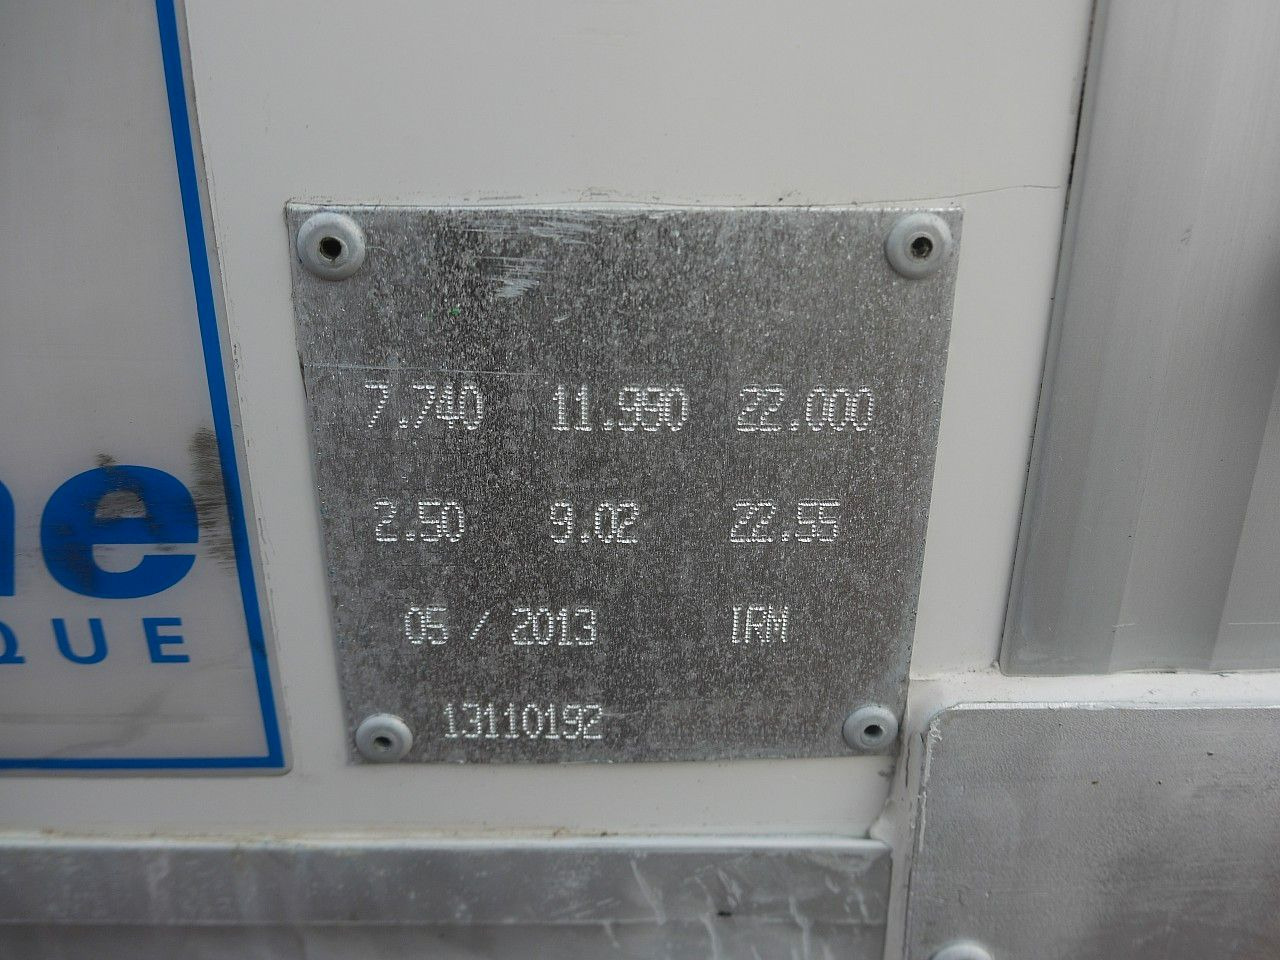 7.740 11.990 22.000
2.50 9.02 22.55
05 / 2013 IRM
13110192
ne
QUE